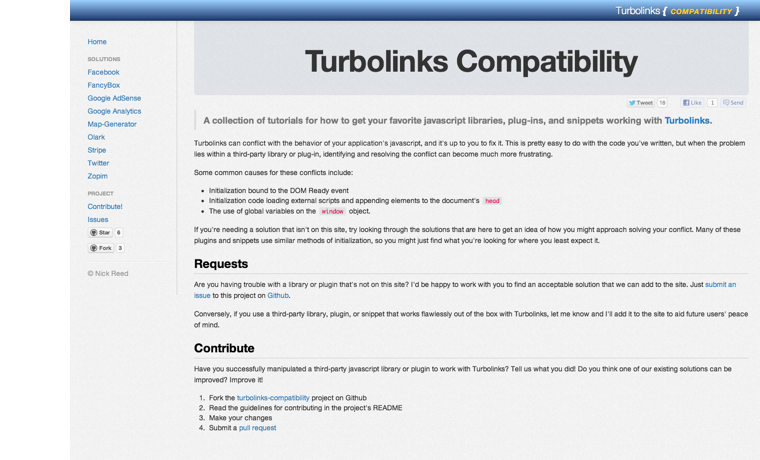 Turbolinks { COMPATIBILITY }
Home
SOLUTIONS
Facebook
FancyBox
Google AdSense
Google Analytics
Map-Generator
Olark
Stripe
Twitter
Zopim
PROJECT
Contribute!
Issues
Star 6
Fork 3
© Nick Reed
Turbolinks Compatibility
Tweet 18 Like 1 Send
A collection of tutorials for how to get your favorite javascript libraries, plug-ins, and snippets working with Turbolinks.
Turbolinks can conflict with the behavior of your application's javascript, and it's up to you to fix it. This is pretty easy to do with the code you've written, but when the problem
lies within a third-party library or plug-in, identifying and resolving the conflict can become much more frustrating.
Some common causes for these conflicts include:
• Initialization bound to the DOM Ready event
• Initialization code loading external scripts and appending elements to the document's head
• The use of global variables on the window object.
If you're needing a solution that isn't on this site, try looking through the solutions that are here to get an idea of how you might approach solving your conflict. Many of these
plugins and snippets use similar methods of initialization, so you might just find what you're looking for where you least expect it.
Requests
Are you having trouble with a library or plugin that's not on this site? I'd be happy to work with you to find an acceptable solution that we can add to the site. Just submit an
issue to this project on Github.
Conversely, if you use a third-party library, plugin, or snippet that works flawlessly out of the box with Turbolinks, let me know and I'll add it to the site to aid future users' peace
of mind.
Contribute
Have you successfully manipulated a third-party javascript library or plugin to work with Turbolinks? Tell us what you did! Do you think one of our existing solutions can be
improved? Improve it!
1. Fork the turbolinks-compatibility project on Github
2. Read the guidelines for contributing in the project's README
3. Make your changes
4. Submit a pull request